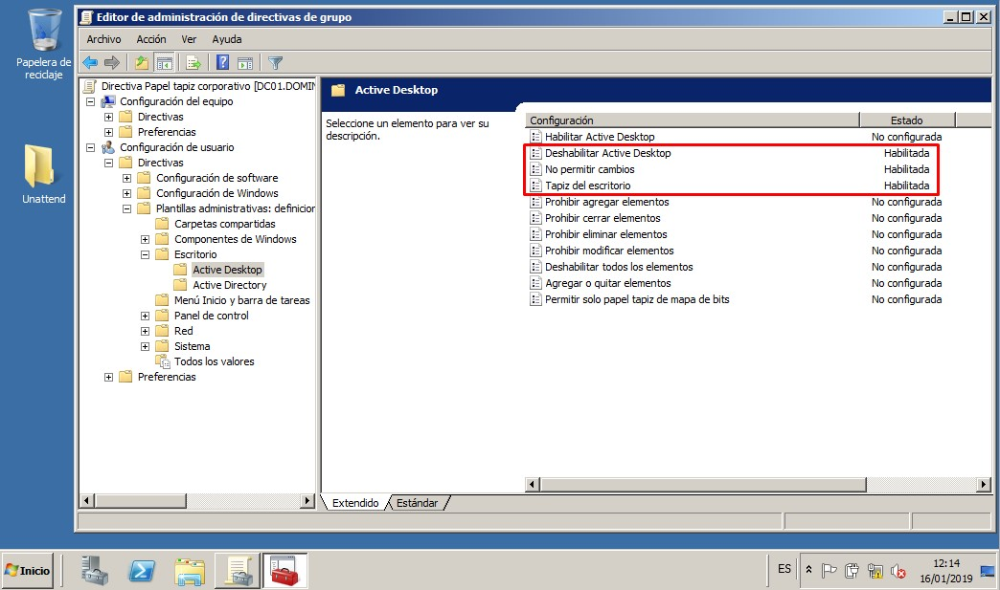 Papelera de
reciclaje
Unattend
Editor de administración de directivas de grupo
Archivo Acción Ver Ayuda
Directiva Papel tapiz corporativo [DC01.DOMIN
Configuración del equipo
Directivas
Preferencias
Configuración de usuario
Directivas
Configuración de software
Configuración de Windows
Plantillas administrativas: definicion
Carpetas compartidas
Componentes de Windows
Escritorio
Active Desktop
Active Directory
Menú Inicio y barra de tareas
Panel de control
Red
Sistema
Todos los valores
Preferencias
Active Desktop
Seleccione un elemento para ver su
descripción.
Configuración Estado
Habilitar Active Desktop No configurada
Deshabilitar Active Desktop Habilitada
No permitir cambios Habilitada
Tapiz del escritorio Habilitada
Prohibir agregar elementos No configurada
Prohibir cerrar elementos No configurada
Prohibir eliminar elementos No configurada
Prohibir modificar elementos No configurada
Deshabilitar todos los elementos No configurada
Agregar o quitar elementos No configurada
Permitir solo papel tapiz de mapa de bits No configurada
Extendido Estándar
Inicio
ES
12:14
16/01/2019